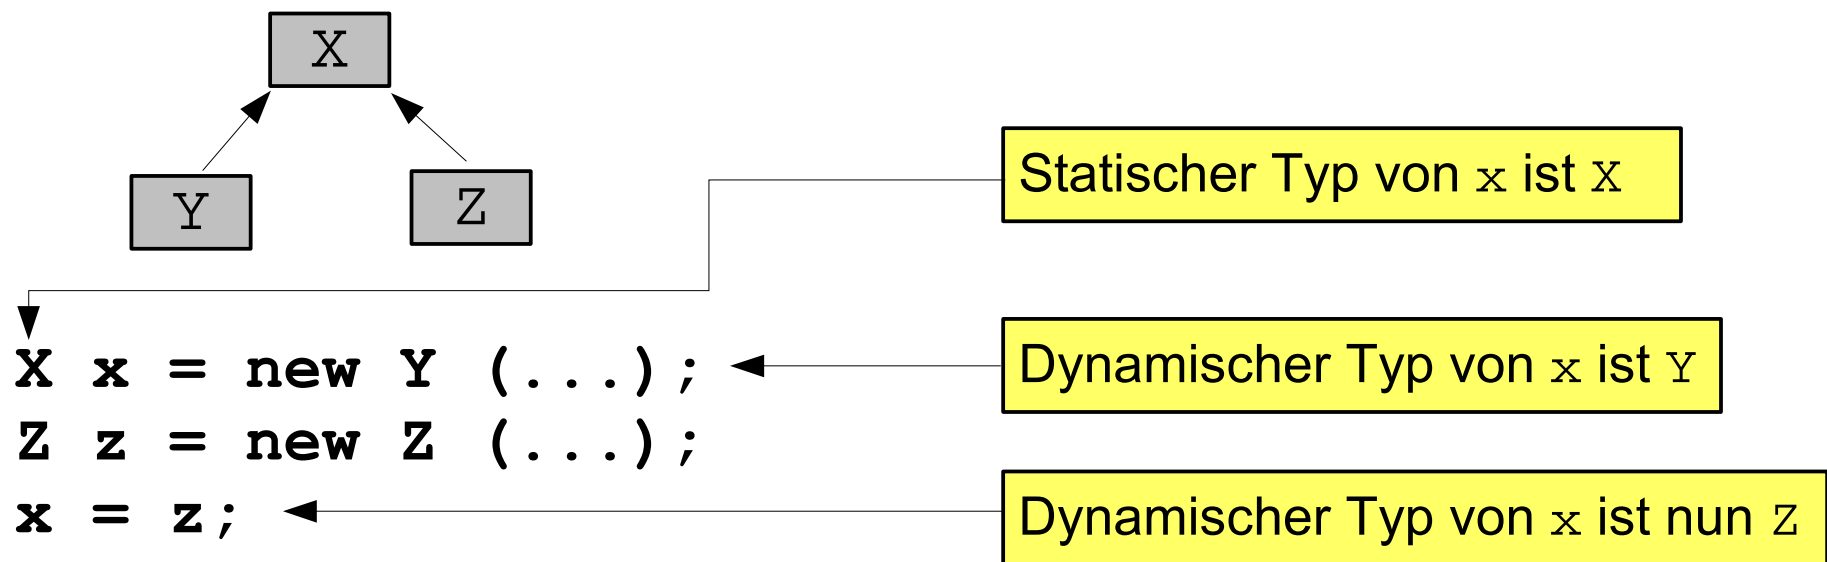 X
Y
Z
Statischer Typ von x ist X
X x = new Y (...);
Dynamischer Typ von x ist Y
Z z = new Z (...);
x = z;
Dynamischer Typ von x ist nun Z